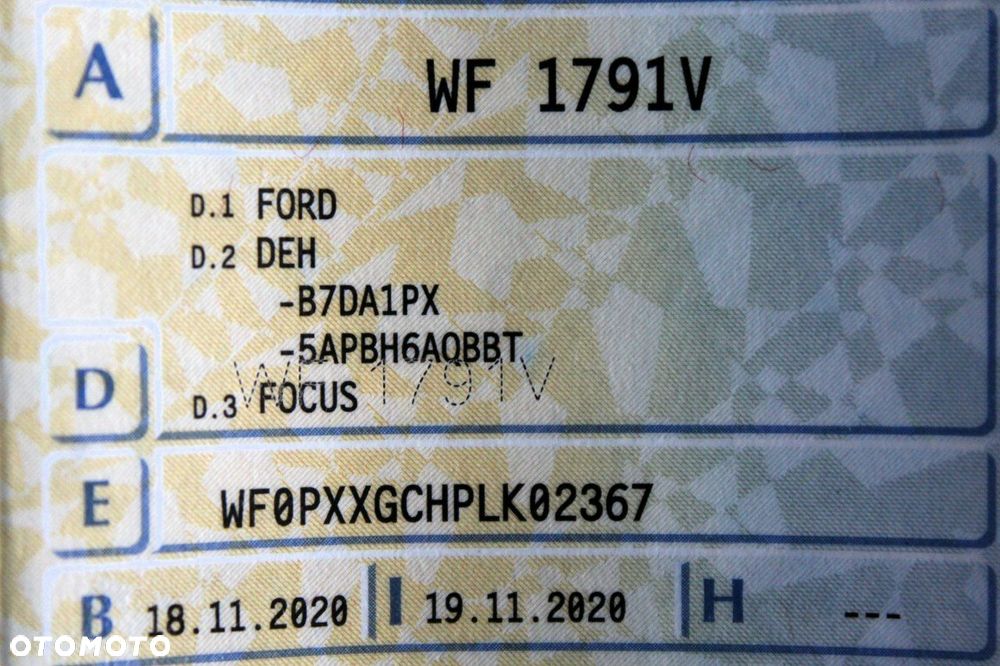 A WF 1791V
D.1 FORD
D.2 DEH
-B7DA1PX
-5APBH6AQBBT
WF 1791V
D D.3 FOCUS
E WF0PXXGCHPLK02367
B 18.11.2020 I 19.11.2020 H ---
OTOMOTO